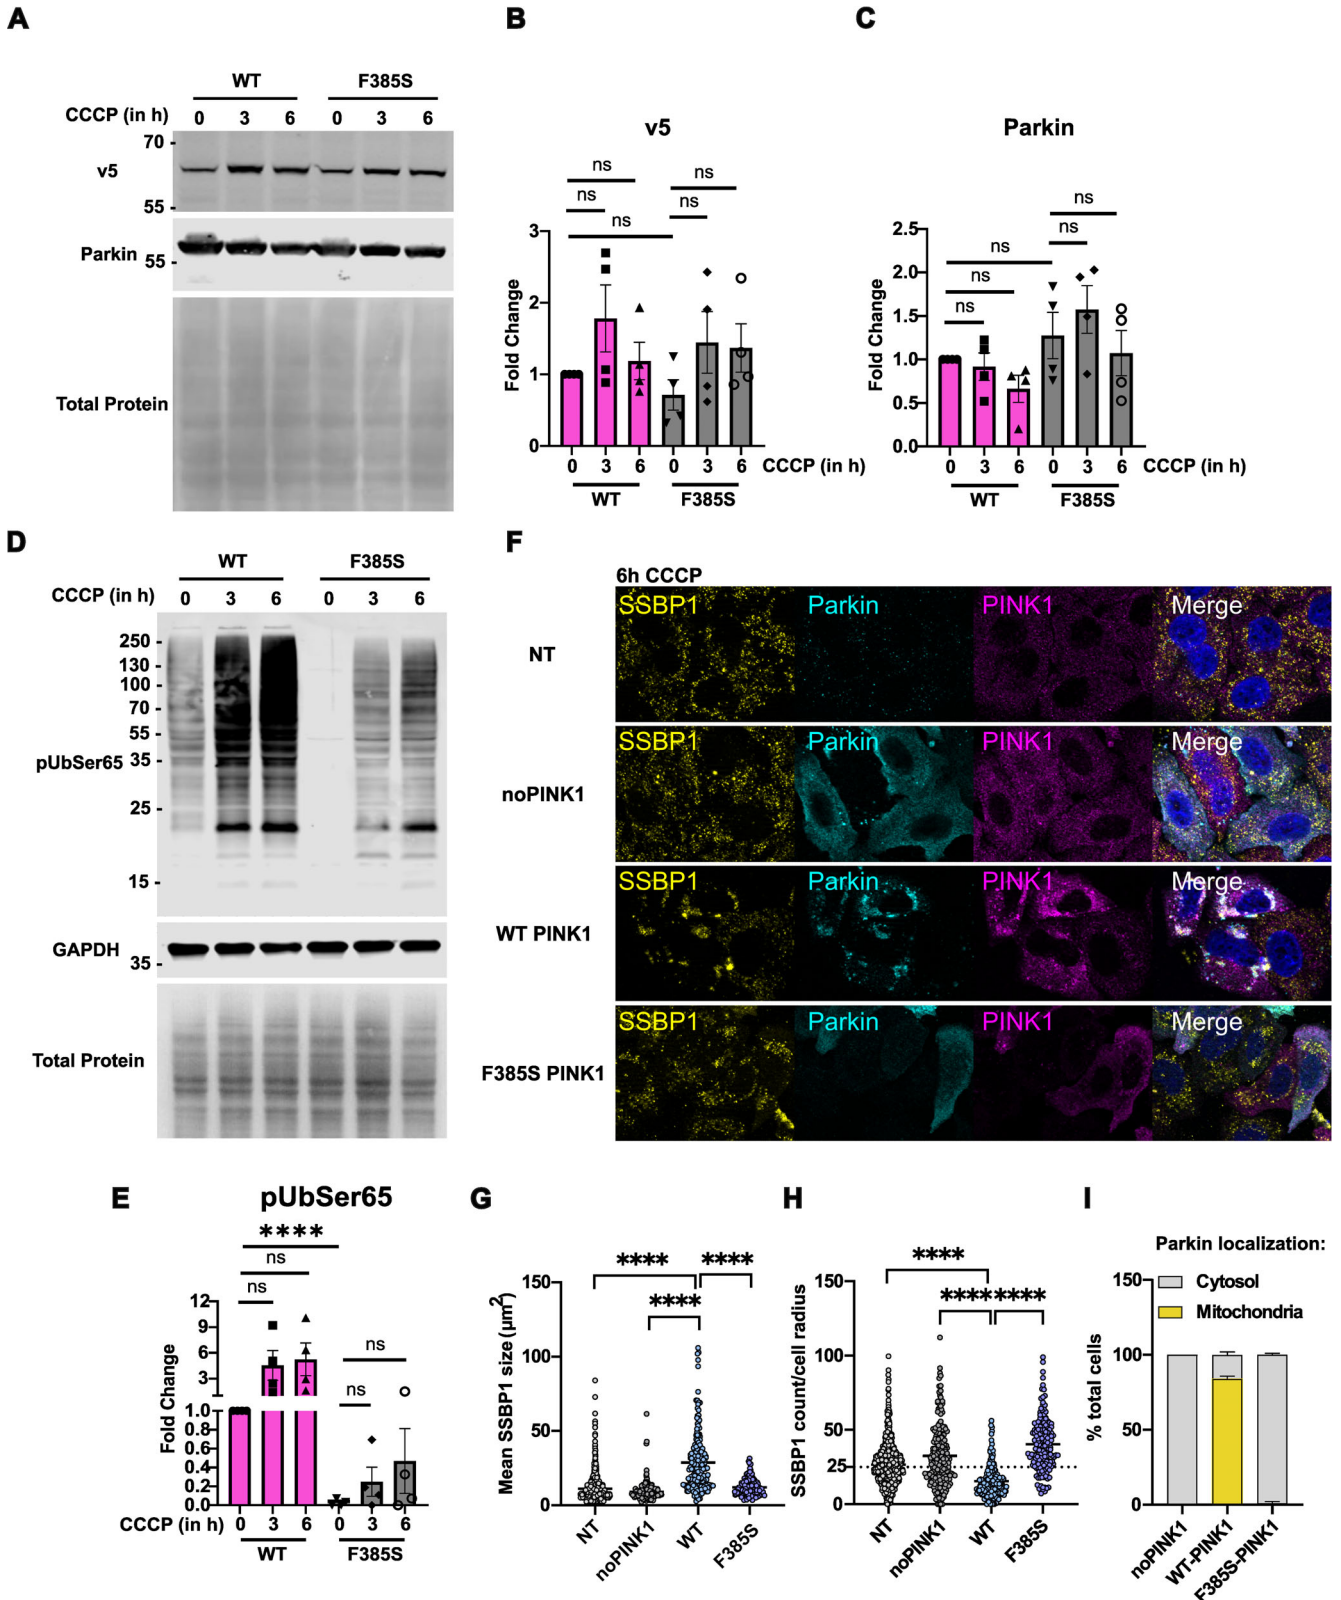 A
WT F385S
CCCP (in h) 0 3 6 0 3 6
70
v5
55
Parkin
55
Total Protein
B
v5
ns ns
ns ns
ns
Fold Change
3
2
1
0
0 3 6 0 3 6 CCCP (in h)
WT F385S
C
Parkin
ns
ns ns
ns
ns
Fold Change
2.5
2.0
1.5
1.0
0.5
0.0
0 3 6 0 3 6 CCCP (in h)
WT F385S
D
WT F385S
CCCP (in h) 0 3 6 0 3 6
250
130
100
70
55
pUbSer65 35
25
15
GAPDH
35
Total Protein
F
6h CCCP
NT SSBP1 Parkin PINK1 Merge
noPINK1 SSBP1 Parkin PINK1 Merge
WT PINK1 SSBP1 Parkin PINK1 Merge
F385S PINK1 SSBP1 Parkin PINK1 Merge
E
pUbSer65
****
ns
ns ns
ns
Fold Change
12
9
6
3
1.0
0.8
0.6
0.4
0.2
0.0
CCCP (in h) 0 3 6 0 3 6
WT F385S
G
**** ****
****
Mean SSBP1 size (µm²)
150
100
50
0
NT noPINK1 WT F385S
H
****
**** ****
SSBP1 count/cell radius
150
100
50
25
0
NT noPINK1 WT F385S
I
Parkin localization:
Cytosol
Mitochondria
% total cells
150
100
50
0
noPINK1 WT-PINK1 F385S-PINK1